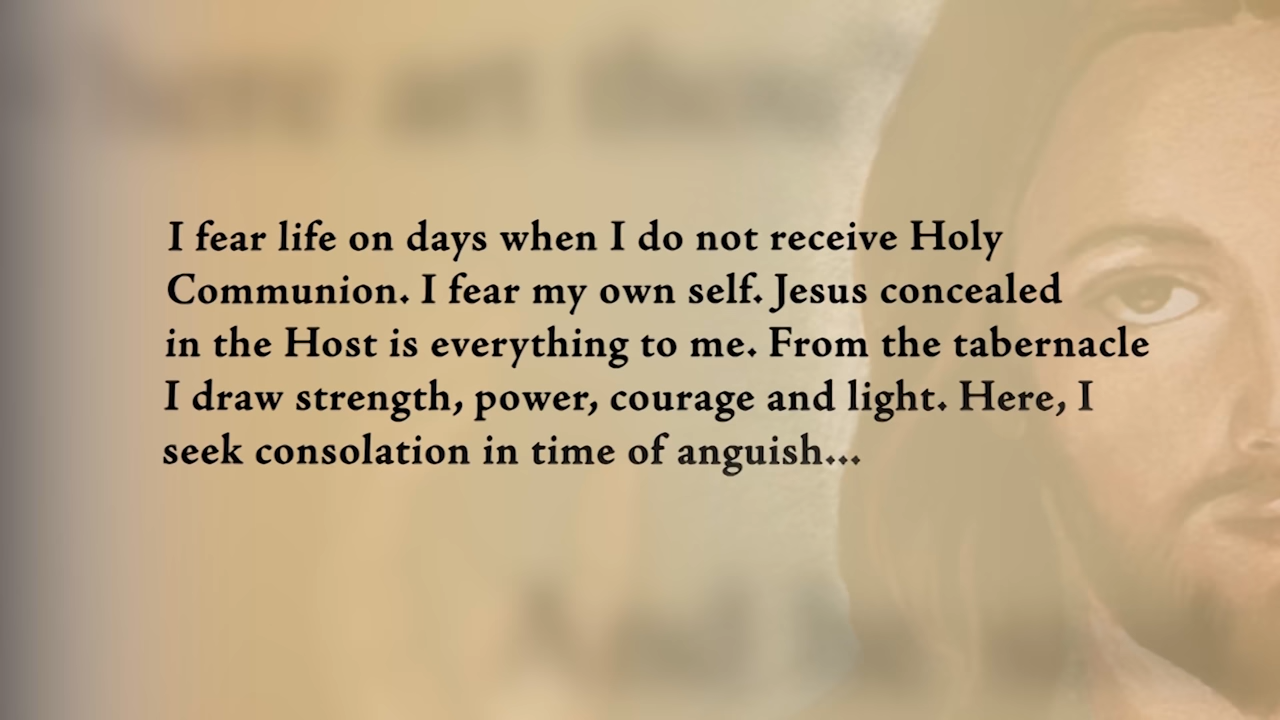 I fear life on days when I do not receive Holy
Communion. I fear my own self. Jesus concealed
in the Host is everything to me. From the tabernacle
I draw strength, power, courage and light. Here, I
seek consolation in time of anguish...